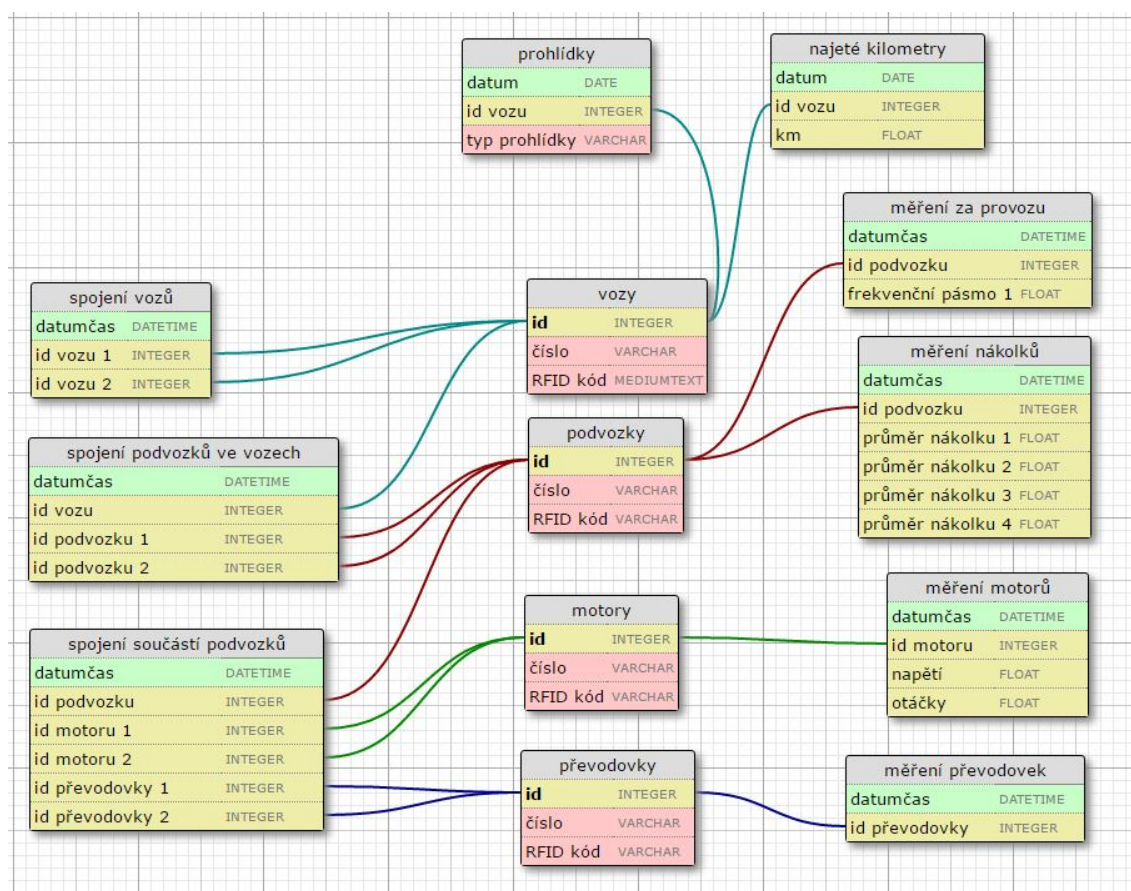 prohlídky
datum DATE
id vozu INTEGER
typ prohlídky VARCHAR
najeté kilometry
datum DATE
id vozu INTEGER
km FLOAT
měření za provozu
datumčas DATETIME
id podvozku INTEGER
frekvenční pásmo 1 FLOAT
spojení vozů
datumčas DATETIME
id vozu 1 INTEGER
id vozu 2 INTEGER
vozy
id INTEGER
číslo VARCHAR
RFID kód MEDIUMTEXT
měření nákolků
datumčas DATETIME
id podvozku INTEGER
průměr nákolku 1 FLOAT
průměr nákolku 2 FLOAT
průměr nákolku 3 FLOAT
průměr nákolku 4 FLOAT
spojení podvozků ve vozech
datumčas DATETIME
id vozu INTEGER
id podvozku 1 INTEGER
id podvozku 2 INTEGER
podvozky
id INTEGER
číslo VARCHAR
RFID kód VARCHAR
spojení součástí podvozků
datumčas DATETIME
id podvozku INTEGER
id motoru 1 INTEGER
id motoru 2 INTEGER
id převodovky 1 INTEGER
id převodovky 2 INTEGER
motory
id INTEGER
číslo VARCHAR
RFID kód VARCHAR
měření motorů
datumčas DATETIME
id motoru INTEGER
napětí FLOAT
otáčky FLOAT
převodovky
id INTEGER
číslo VARCHAR
RFID kód VARCHAR
měření převodovek
datumčas DATETIME
id převodovky INTEGER